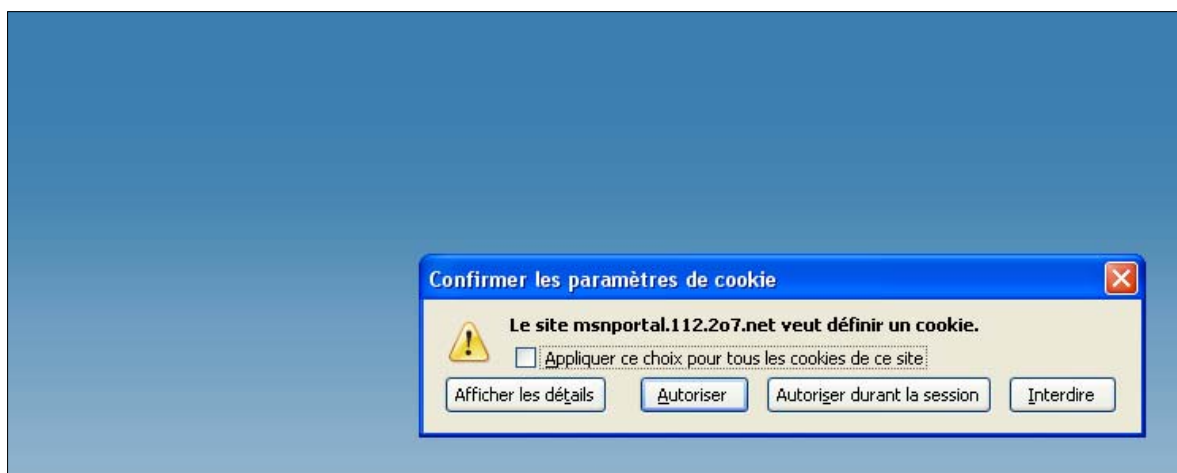 Confirmer les paramètres de cookie
Le site msnportal.112.2o7.net veut définir un cookie.
Appliquer ce choix pour tous les cookies de ce site
Afficher les détails Autoriser Autoriser durant la session Interdire